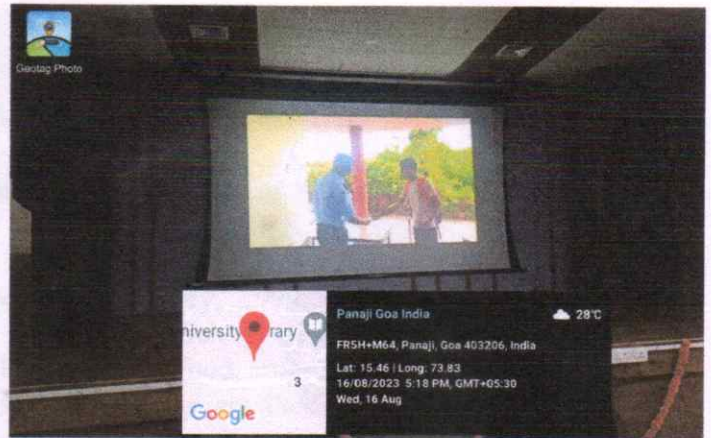 Geotag Photo
niversity rary
3
Google
Panaji Goa India
28°C
FR5H+M64, Panaji, Goa 403206, India
Lat: 15.46 | Long: 73.83
16/08/2023 5:18 PM, GMT+05:30
Wed, 16 Aug